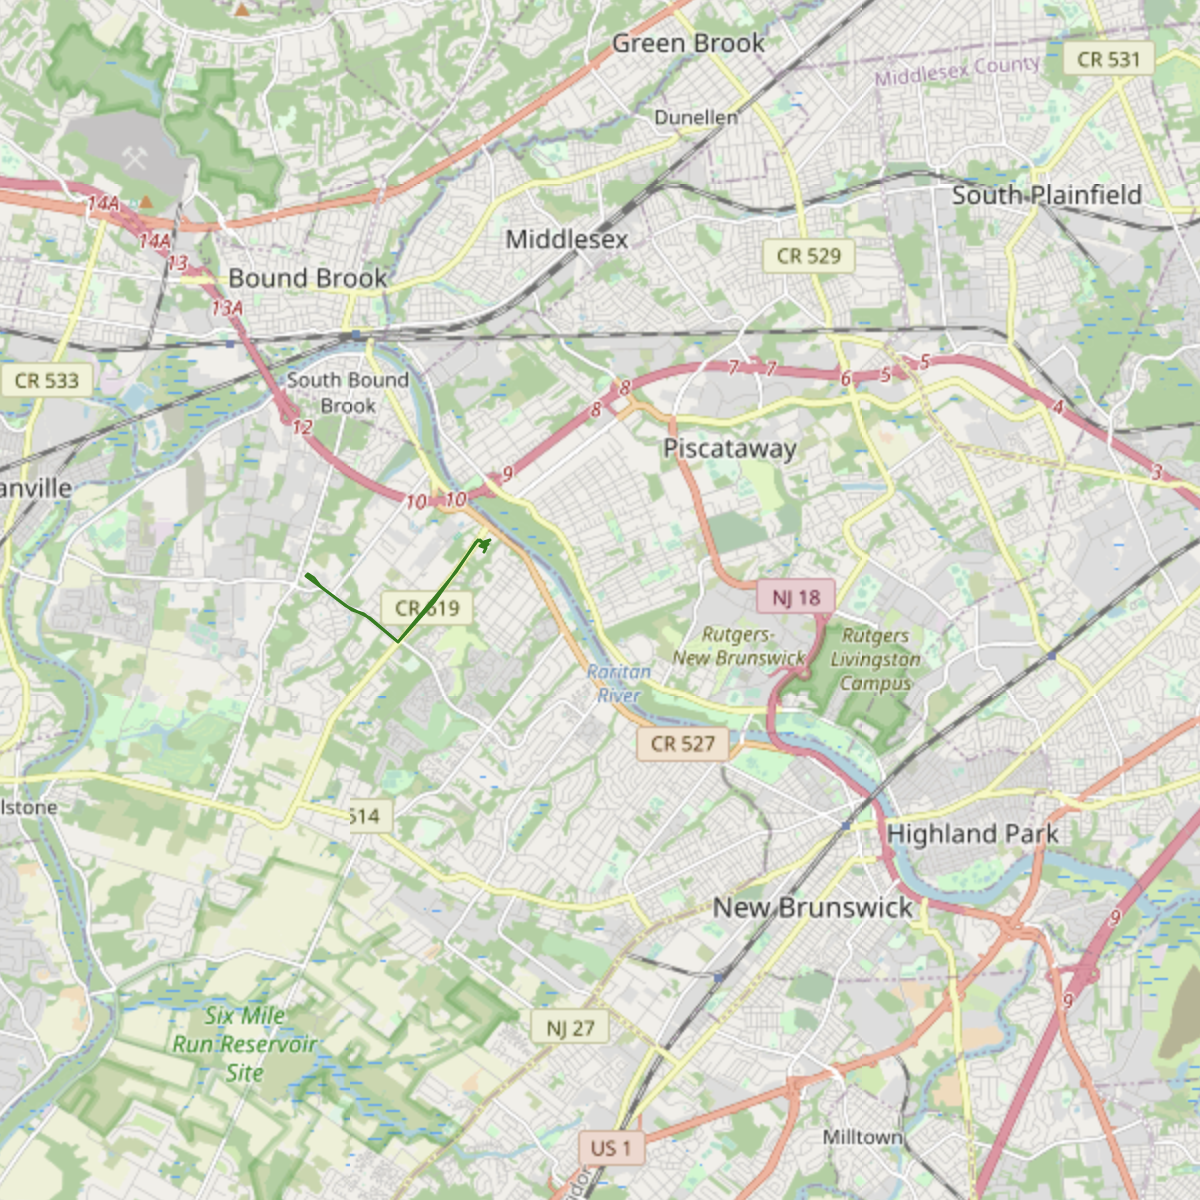 Green Brook
CR 531
Middlesex County
Dunellen
14A
South Plainfield
14A
Middlesex
13
CR 529
Bound Brook
13A
7
7
5
CR 533
South Bound
Brook
8
6
5
8
4
12
Piscataway
9
3
anville
10
10
CR 619
NJ 18
Rutgers-
New Brunswick
Rutgers
Livingston
Campus
Raritan
River
CR 527
lstone
514
Highland Park
New Brunswick
9
9
Six Mile
Run Reservoir
Site
NJ 27
US 1
Milltown